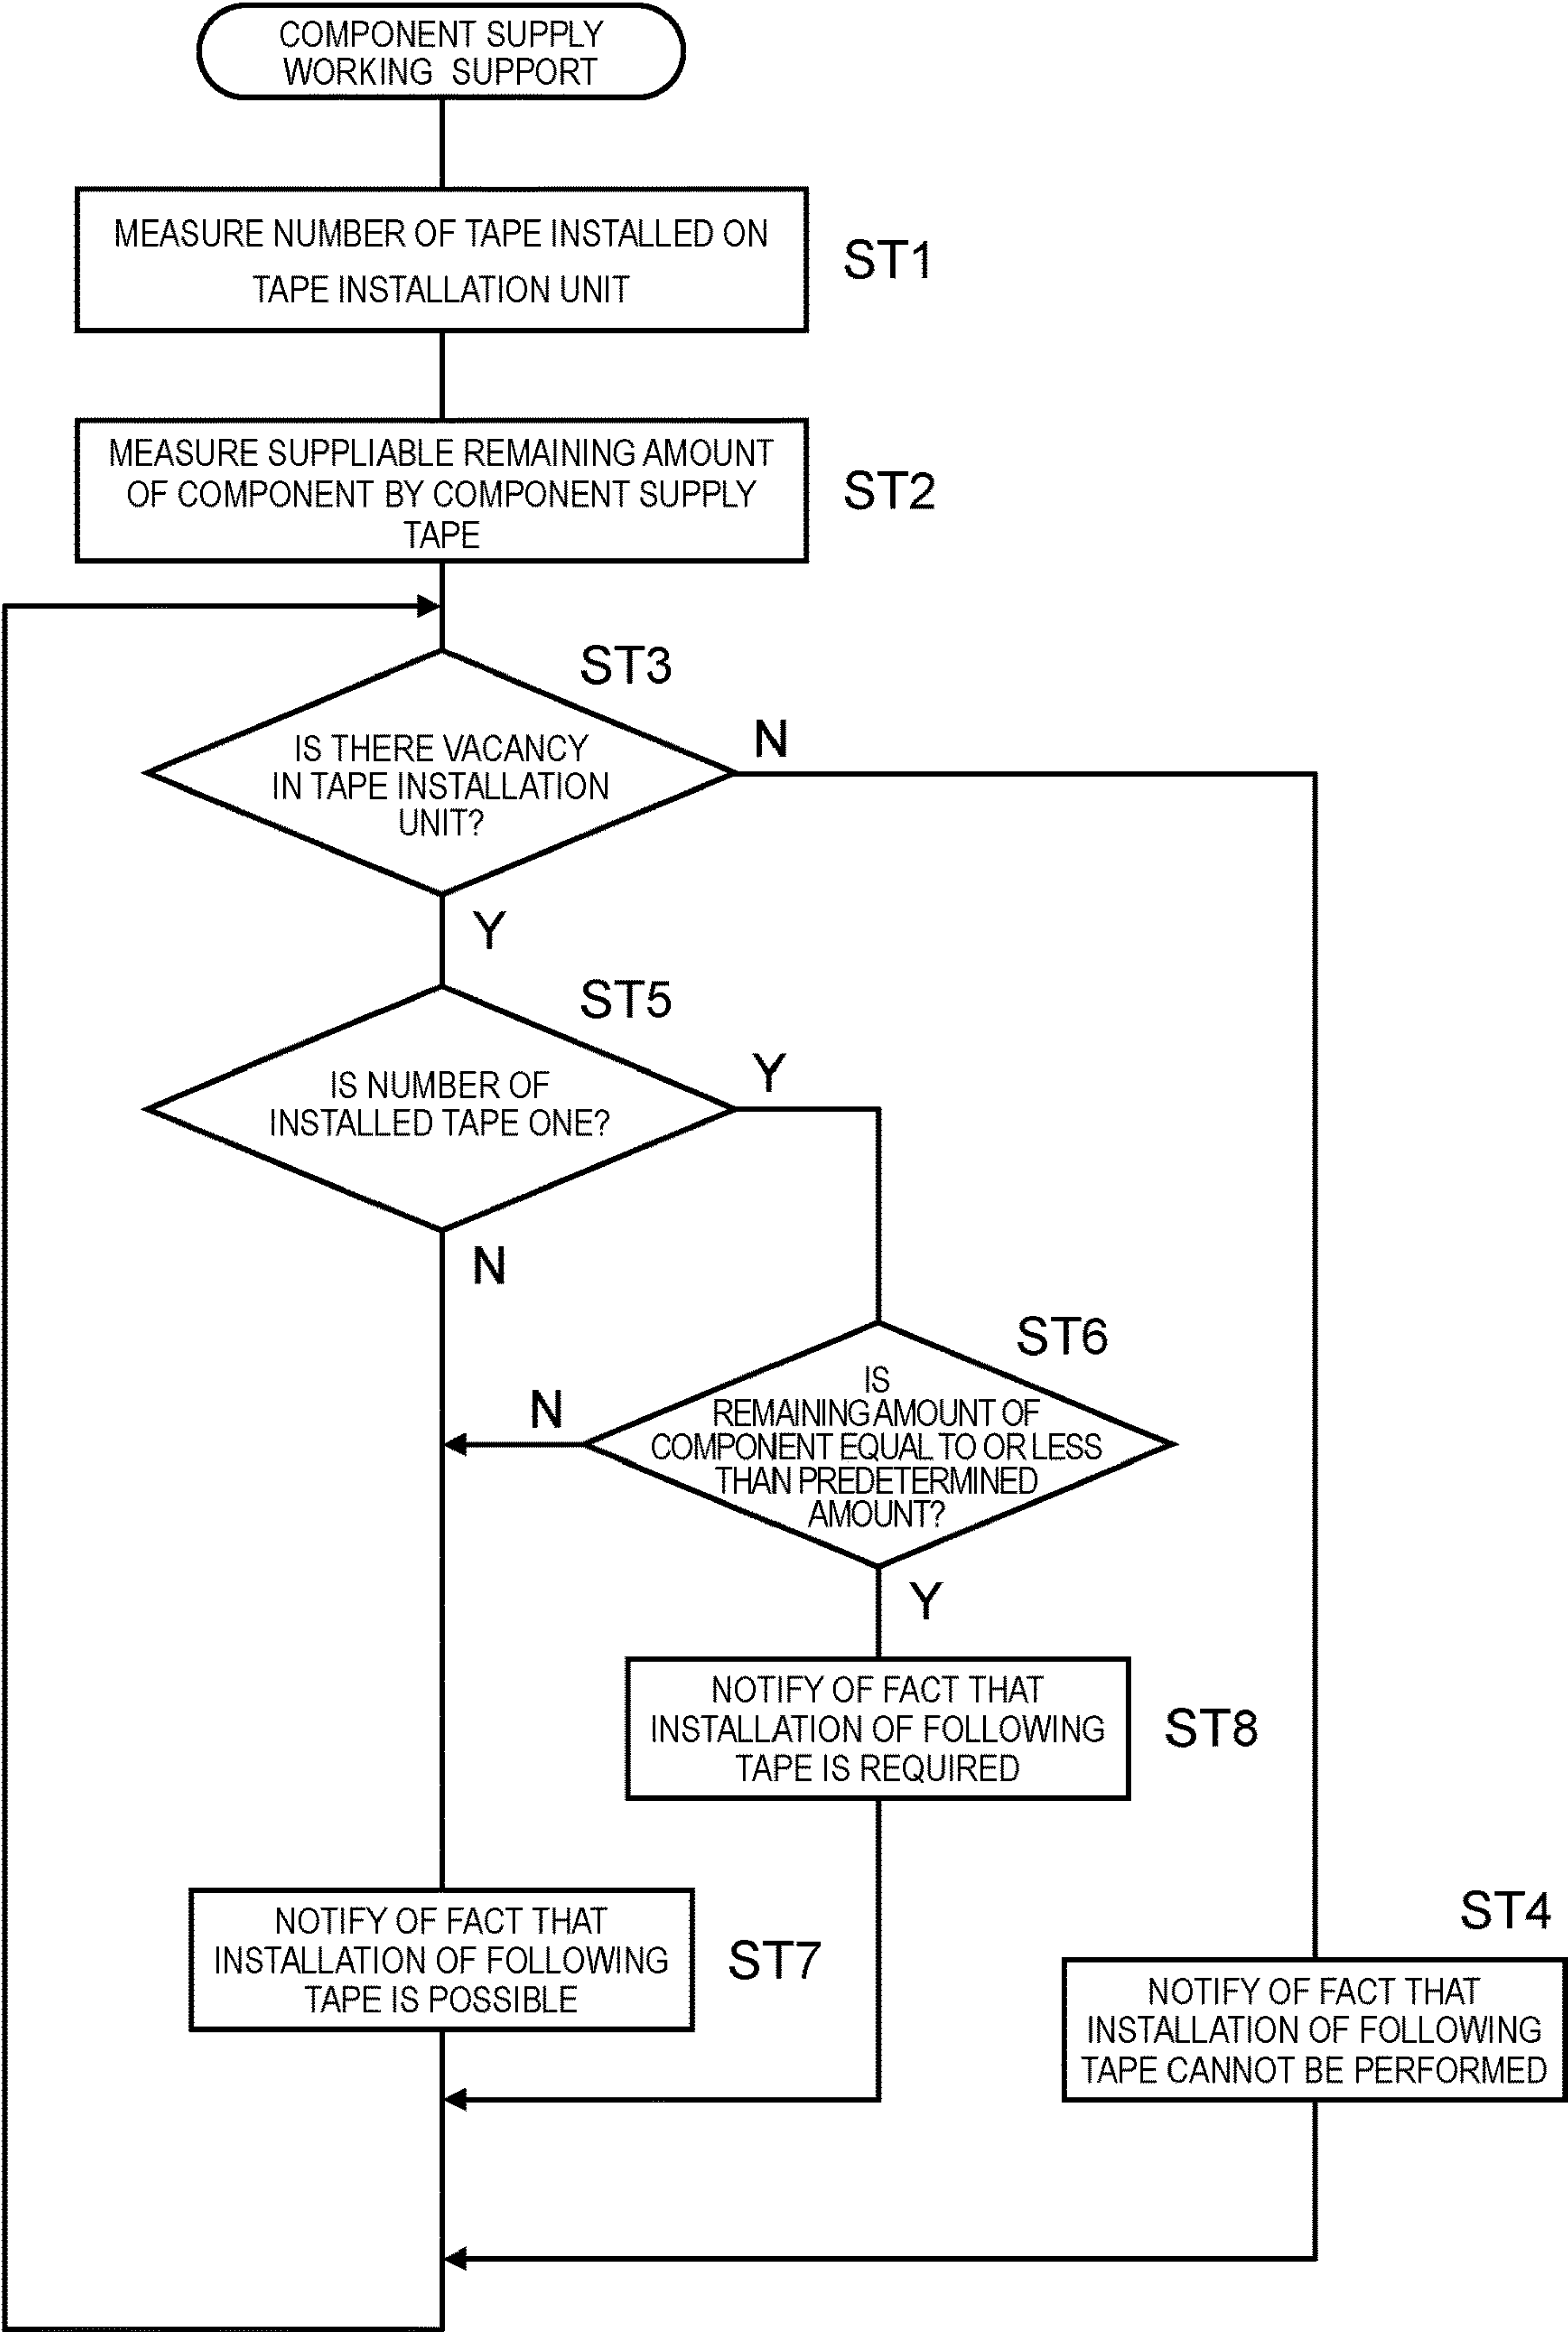 COMPONENT SUPPLY
WORKING SUPPORT
MEASURE NUMBER OF TAPE INSTALLED ON
TAPE INSTALLATION UNIT
ST1
MEASURE SUPPLIABLE REMAINING AMOUNT
OF COMPONENT BY COMPONENT SUPPLY
TAPE
ST2
ST3
IS THERE VACANCY
IN TAPE INSTALLATION
UNIT?
N
Y
ST5
IS NUMBER OF
INSTALLED TAPE ONE?
Y
N
ST6
IS
REMAINING AMOUNT OF
COMPONENT EQUAL TO OR LESS
THAN PREDETERMINED
AMOUNT?
N
Y
NOTIFY OF FACT THAT
INSTALLATION OF FOLLOWING
TAPE IS REQUIRED
ST8
NOTIFY OF FACT THAT
INSTALLATION OF FOLLOWING
TAPE IS POSSIBLE
ST7
ST4
NOTIFY OF FACT THAT
INSTALLATION OF FOLLOWING
TAPE CANNOT BE PERFORMED